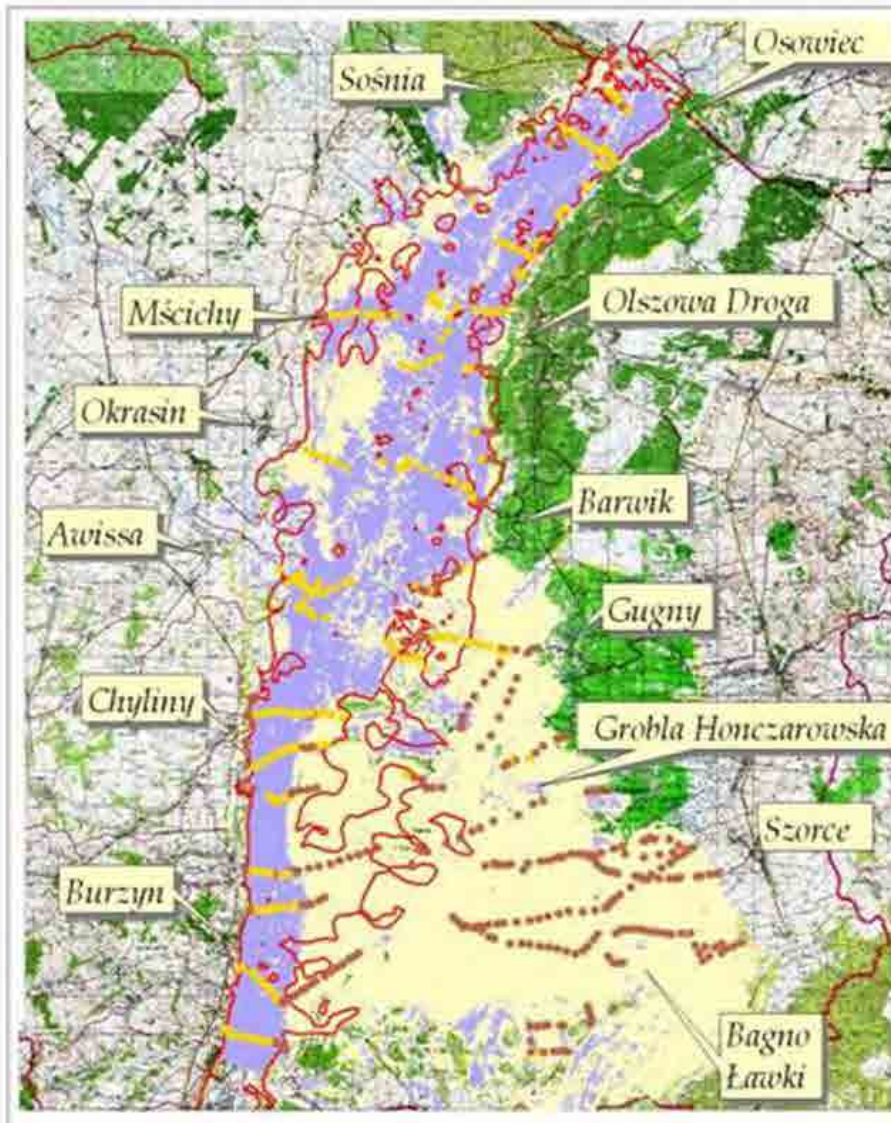 Osowiec
Sośnia
Mścichy
Olszowa Droga
Okrasin
Barwik
Awissa
Gugny
Chyliny
Grobla Honczarowska
Szorce
Burzyn
Bagno
Ławki